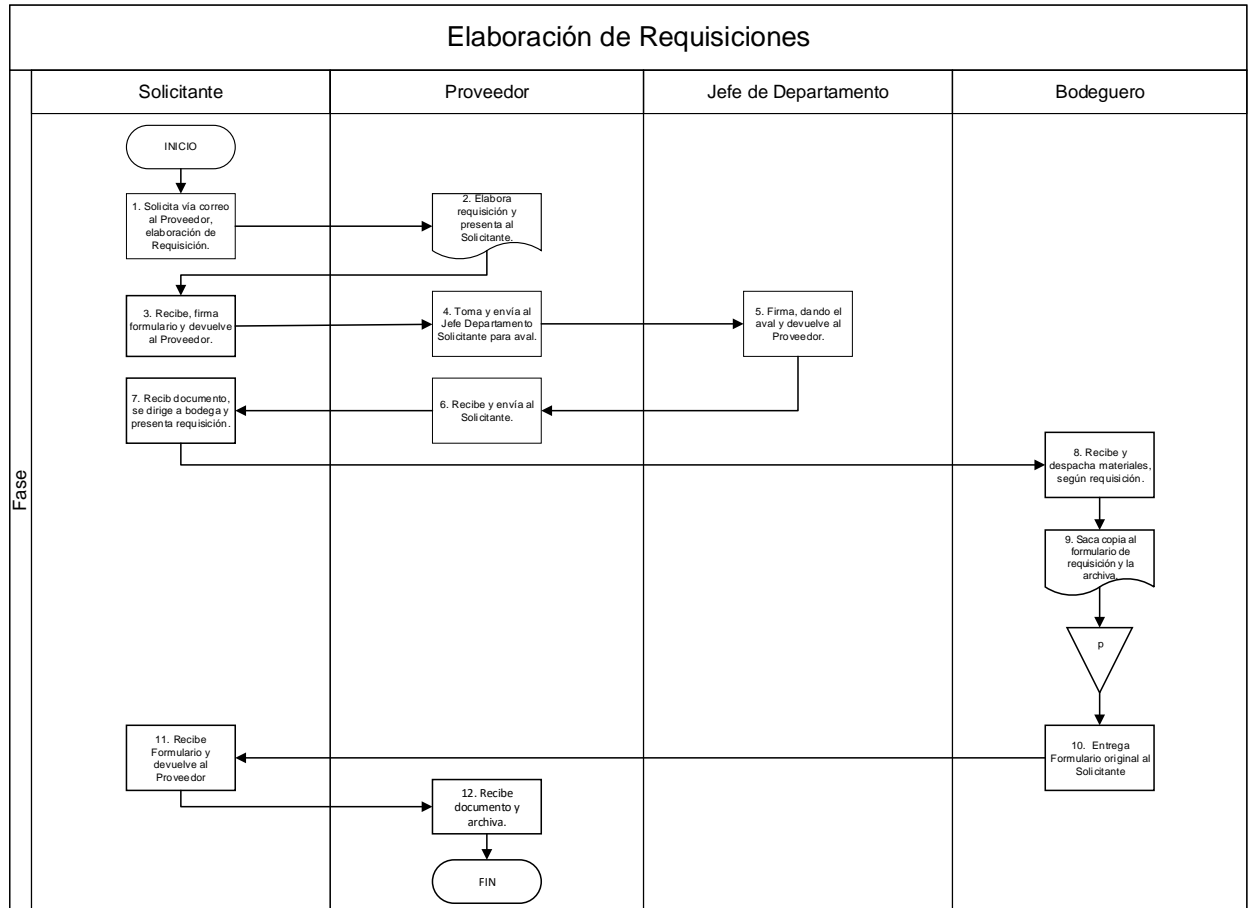 Elaboración de Requisiciones
Fase
Solicitante
Proveedor
Jefe de Departamento
Bodeguero
INICIO
1. Solicita vía correo
al Proveedor,
elaboración de
Requisición.
2. Elabora
requisición y
presenta al
Solicitante.
3. Recibe, firma
formulario y devuelve
al Proveedor.
4. Toma y envía al
Jefe Departamento
Solicitante para aval.
5. Firma, dando el
aval y devuelve al
Proveedor.
6. Recibe y envía al
Solicitante.
7. Recib documento,
se dirige a bodega y
presenta requisición.
8. Recibe y
despacha materiales,
según requisición.
9. Saca copia al
formulario de
requisición y la
archiva.
p
10. Entrega
Formulario original al
Solicitante
11. Recibe
Formulario y
devuelve al
Proveedor
12. Recibe
documento y
archiva.
FIN